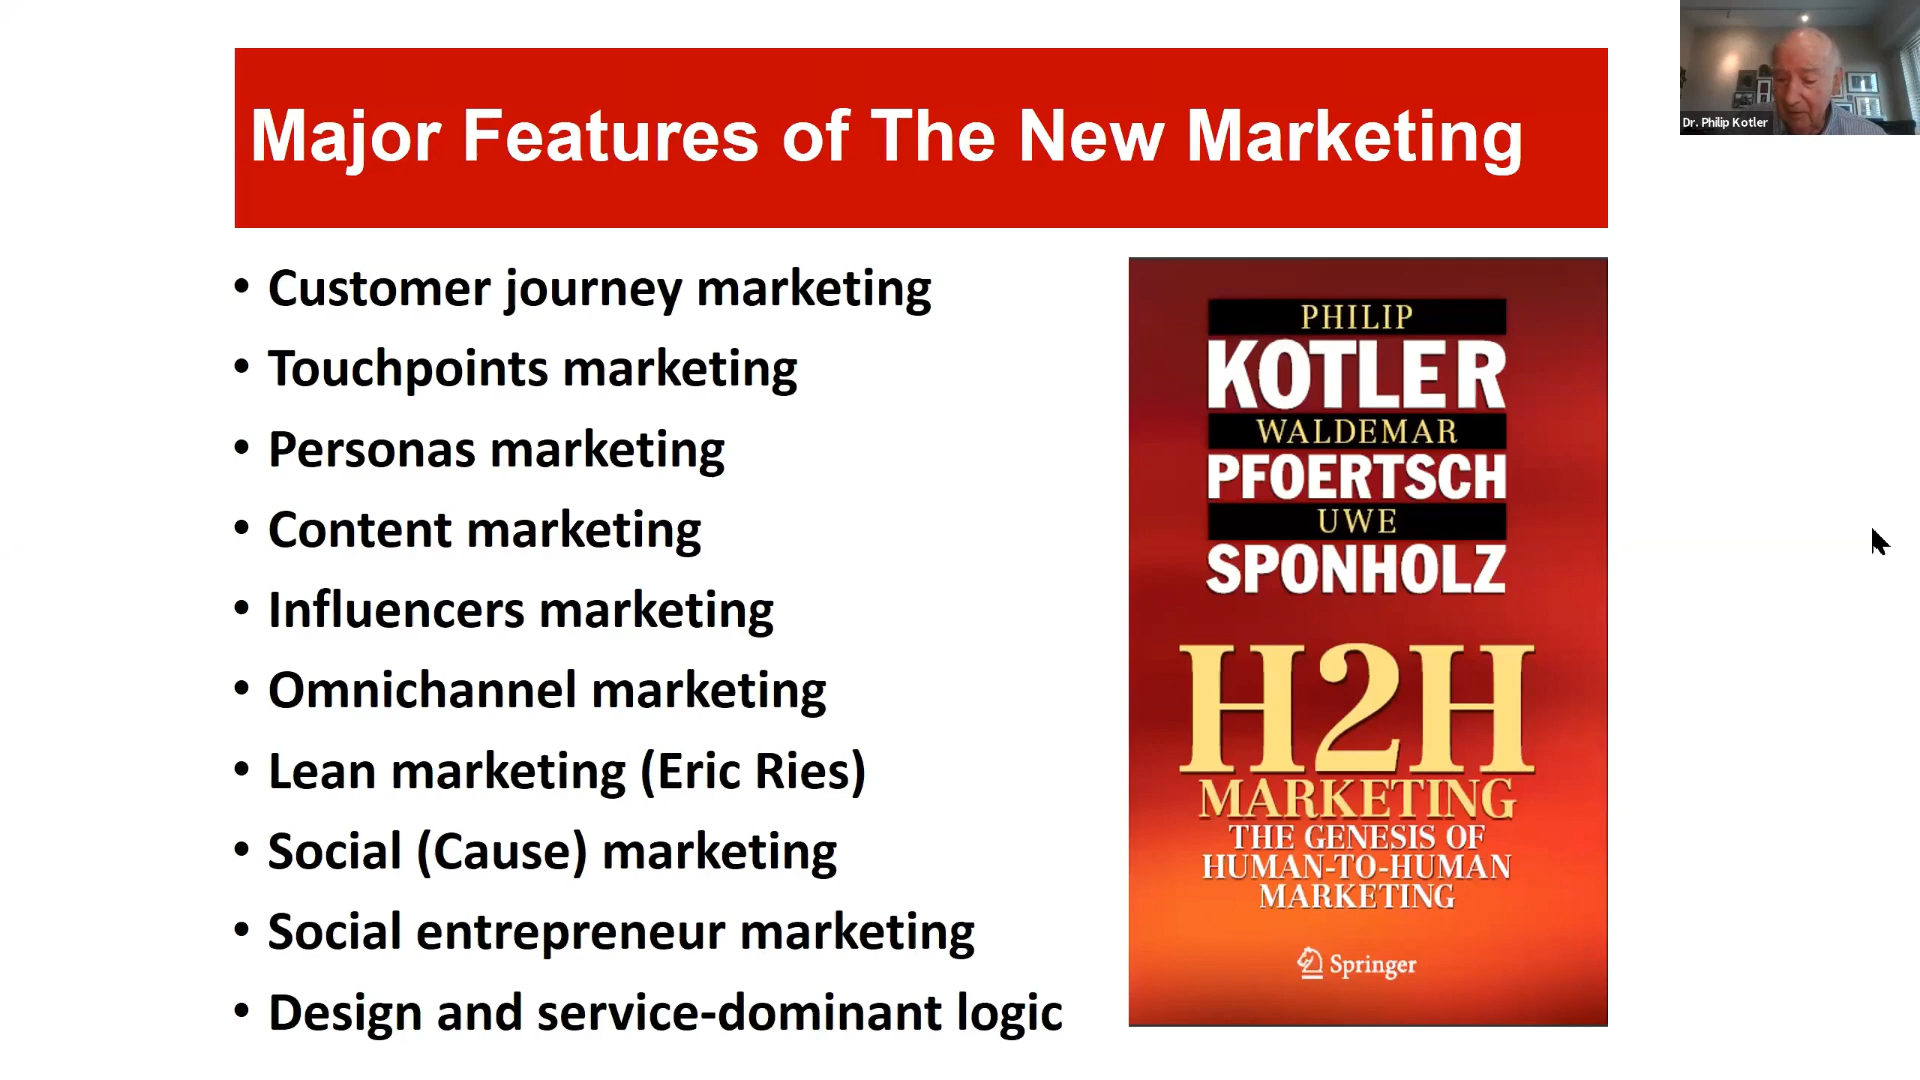 Major Features of The New Marketing
Dr. Philip Kotler
• Customer journey marketing
• Touchpoints marketing
• Personas marketing
• Content marketing
• Influencers marketing
• Omnichannel marketing
• Lean marketing (Eric Ries)
• Social (Cause) marketing
• Social entrepreneur marketing
• Design and service-dominant logic
PHILIP
KOTLER
WALDEMAR
PFOERTSCH
UWE
SPONHOLZ
H2H
MARKETING
THE GENESIS OF
HUMAN-TO-HUMAN
MARKETING
Springer